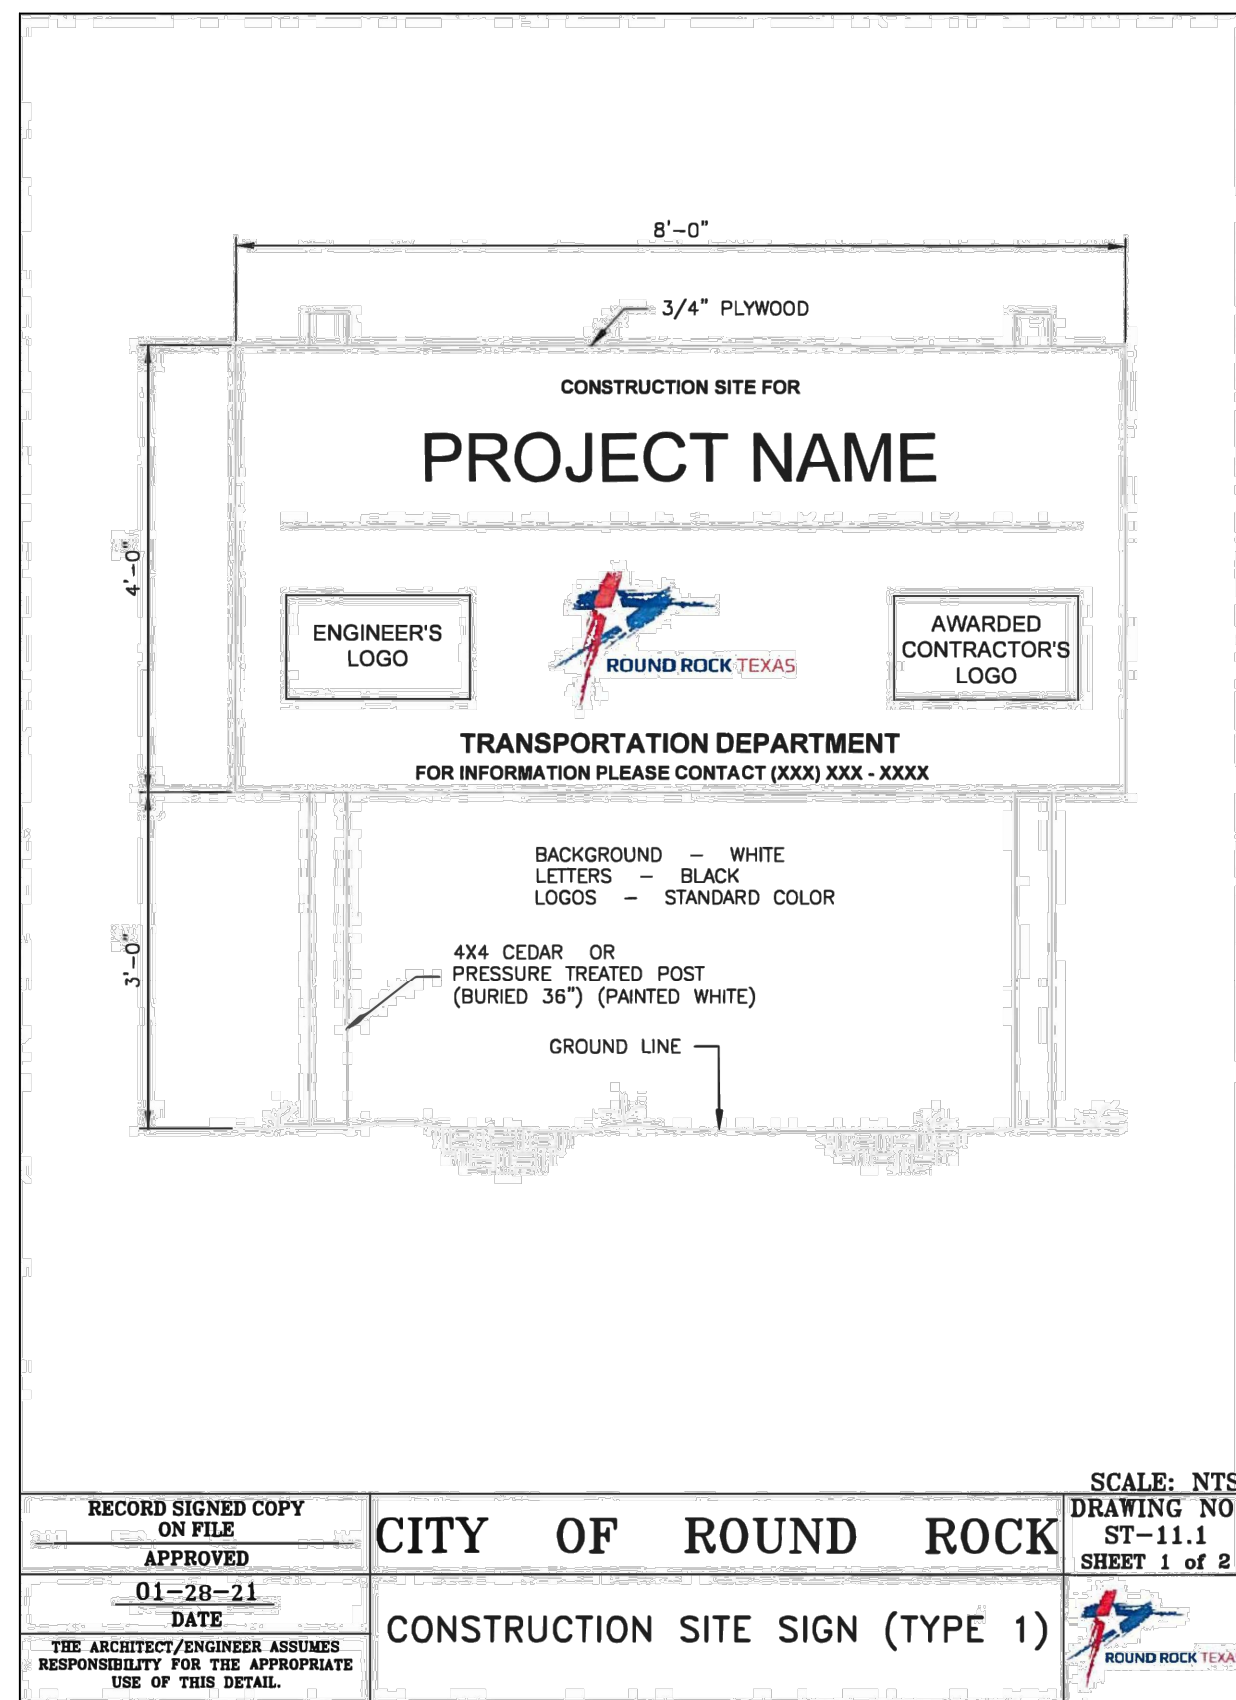 8'-0"
3/4" PLYWOOD
CONSTRUCTION SITE FOR
PROJECT NAME
4'-0"
ENGINEER'S
LOGO
ROUND ROCK TEXAS
AWARDED
CONTRACTOR'S
LOGO
TRANSPORTATION DEPARTMENT
FOR INFORMATION PLEASE CONTACT (XXX) XXX - XXXX
BACKGROUND - WHITE
LETTERS - BLACK
LOGOS - STANDARD COLOR
3'-0"
4X4 CEDAR OR
PRESSURE TREATED POST
(BURIED 36") (PAINTED WHITE)
GROUND LINE
SCALE: NTS
RECORD SIGNED COPY
ON FILE
APPROVED
CITY OF ROUND ROCK
DRAWING NO
ST-11.1
SHEET 1 of 2
01-28-21
DATE
THE ARCHITECT/ENGINEER ASSUMES
RESPONSIBILITY FOR THE APPROPRIATE
USE OF THIS DETAIL.
CONSTRUCTION SITE SIGN (TYPE 1)
ROUND ROCK TEXAS